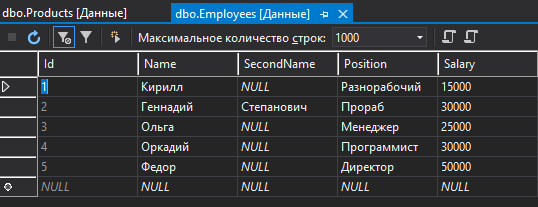 dbo.Products [Данные] dbo.Employees [Данные]
Максимальное количество строк: 1000
Id Name SecondName Position Salary
1 Кирилл NULL Разнорабочий 15000
2 Геннадий Степанович Прораб 30000
3 Ольга NULL Менеджер 25000
4 Оркадий NULL Программист 30000
5 Федор NULL Директор 50000
NULL NULL NULL NULL NULL